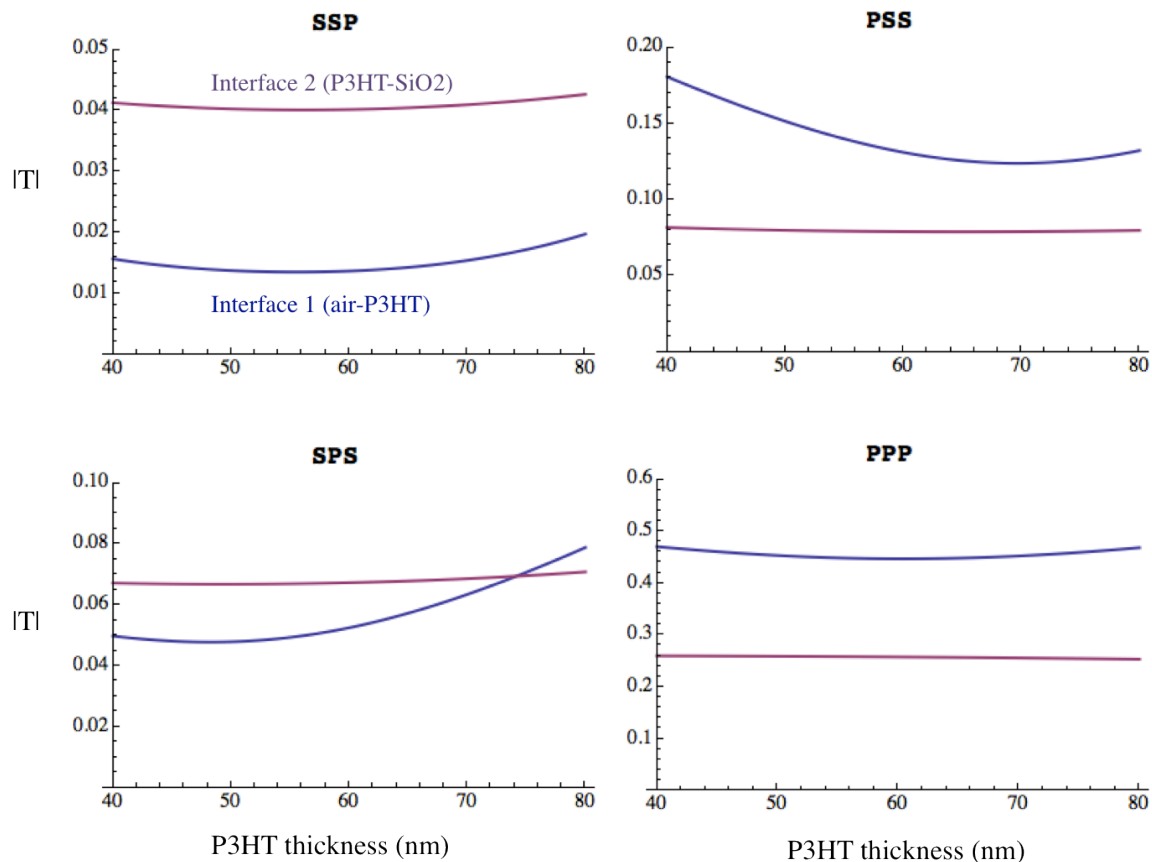 SSP
0.05
0.04
0.03
0.02
0.01
40 50 60 70 80
|T|
Interface 2 (P3HT-SiO2)
Interface 1 (air-P3HT)
PSS
0.20
0.15
0.10
0.05
40 50 60 70 80
SPS
0.10
0.08
0.06
0.04
0.02
40 50 60 70 80
|T|
P3HT thickness (nm)
PPP
0.6
0.5
0.4
0.3
0.2
0.1
40 50 60 70 80
P3HT thickness (nm)